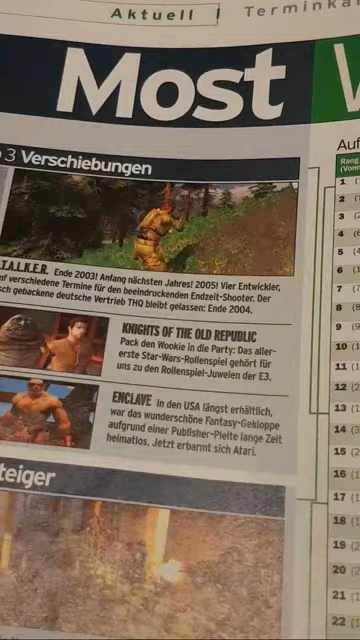 Aktuell
Most
3 Verschiebungen
Ende 2003! Anfang nächsten Jahres! 2005! Vier Entwickler,
verschiedene Termine für den beeindruckenden Endzeit-Shooter. Der
gebackene deutsche Vertrieb THQ bleibt gelassen: Ende 2004.
KNIGHTS OF THE OLD REPUBLIC
Pack den Wookie in die Party: Das aller-
erste Star-Wars-Rollenspiel gehört für
uns zu den Rollenspiel-Juwelen der E3.
ENCLAVE In den USA längst erhältlich,
war das wunderschöne Fantasy-Gekloppe
aufgrund einer Publisher-Pleite lange Zeit
heimatlos. Jetzt erbarmt sich Atari.
Rang
1
2
3
4
5
6
7
8
9
10
11
12
13
14
15
16
17
18
19
20
21
22